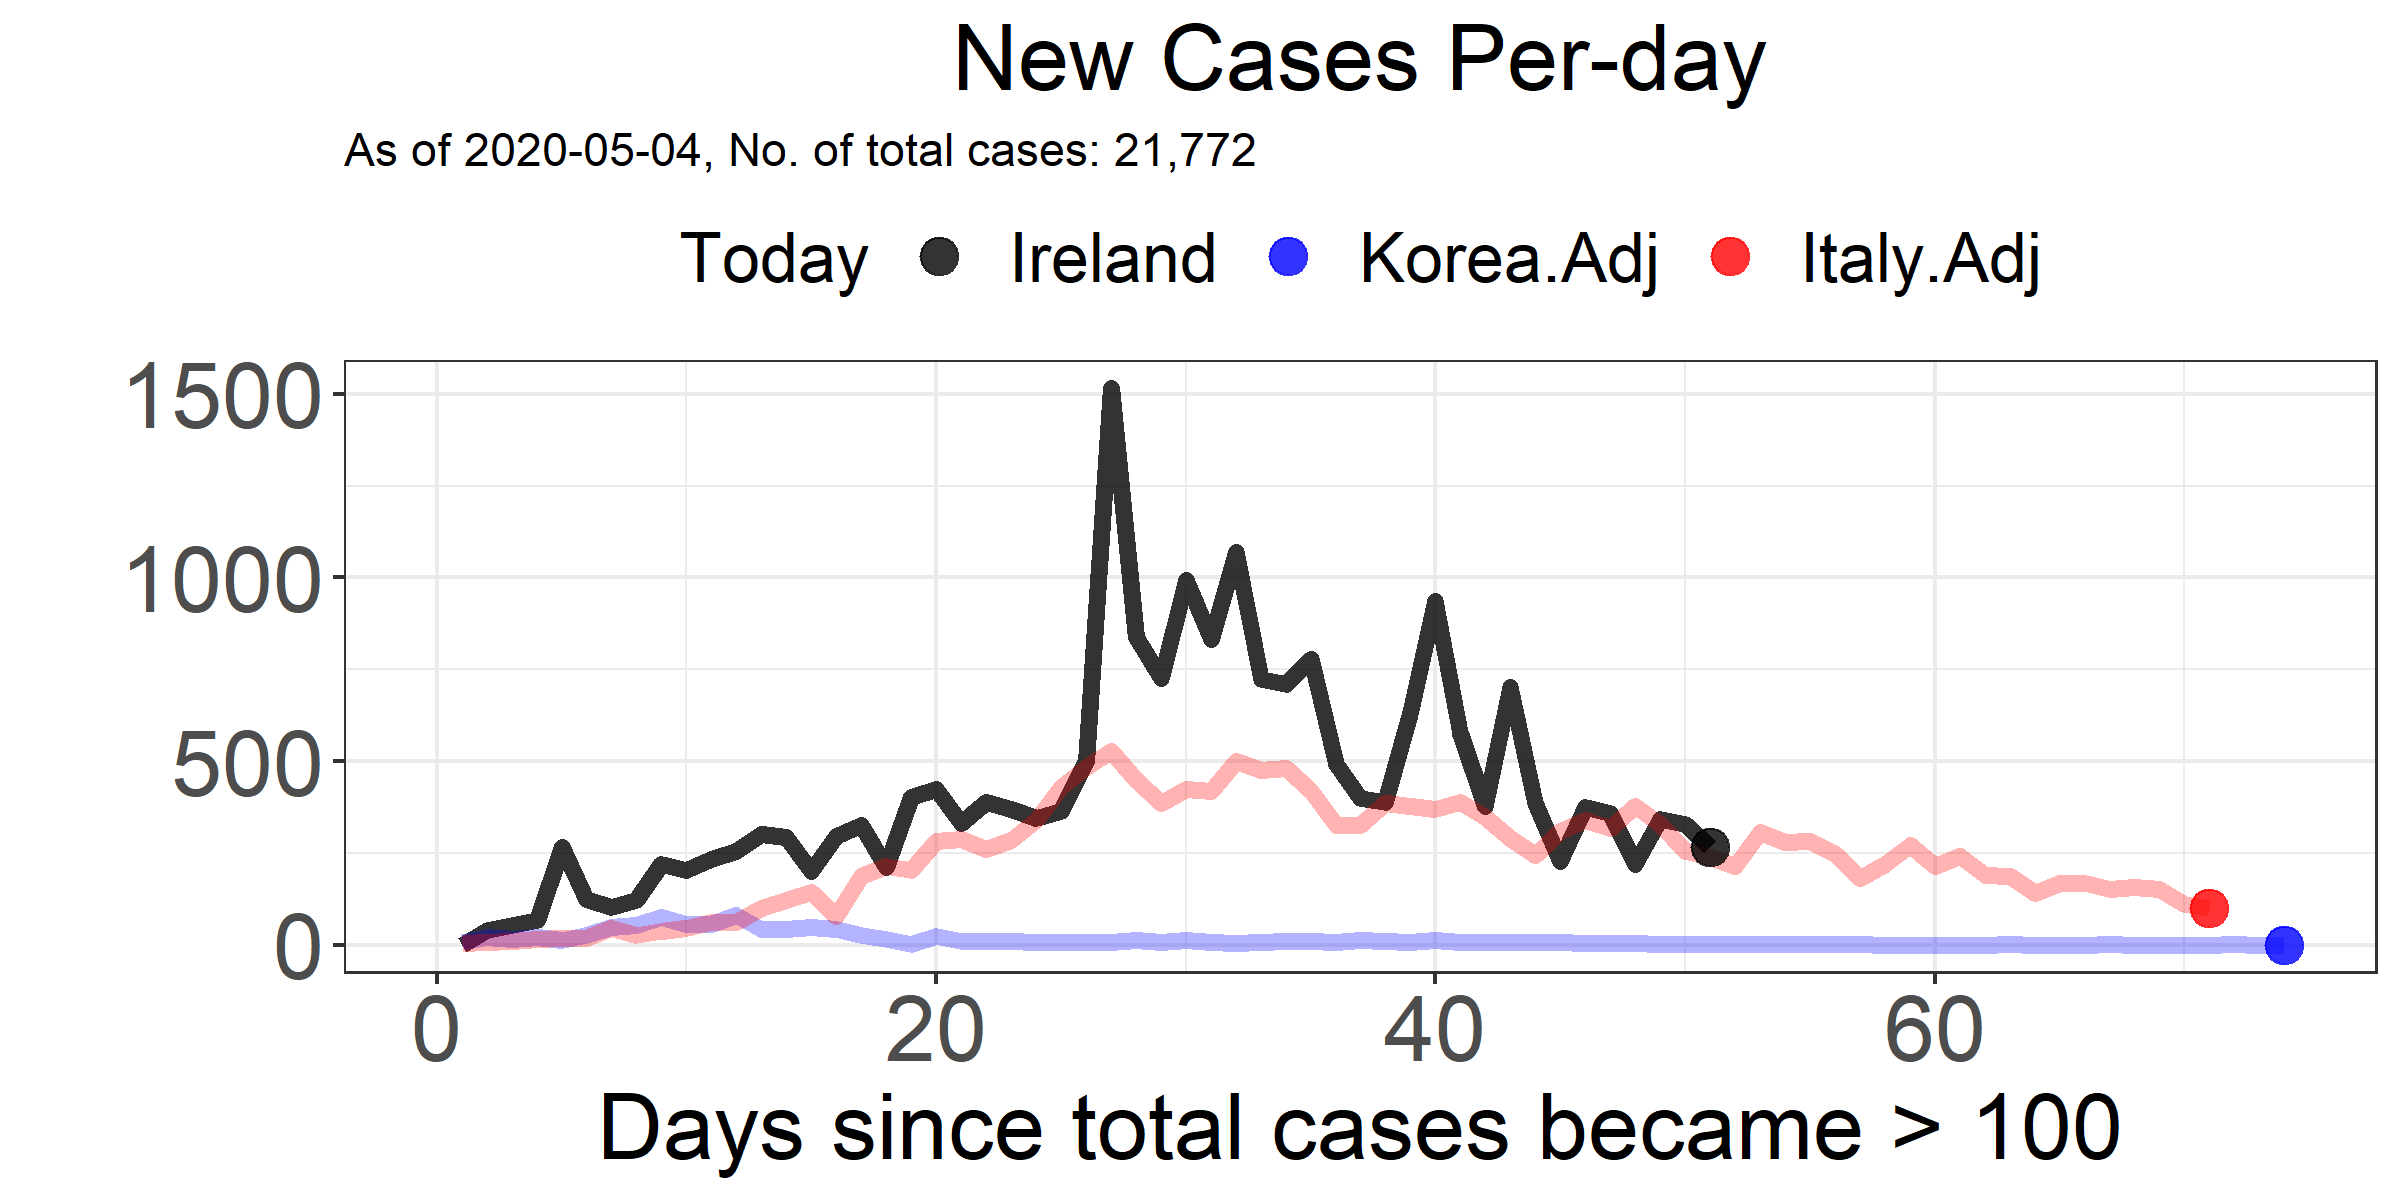 New Cases Per-day
As of 2020-05-04, No. of total cases: 21,772
Today Ireland Korea.Adj Italy.Adj
1500
1000
500
0
0 20 40 60
Days since total cases became > 100